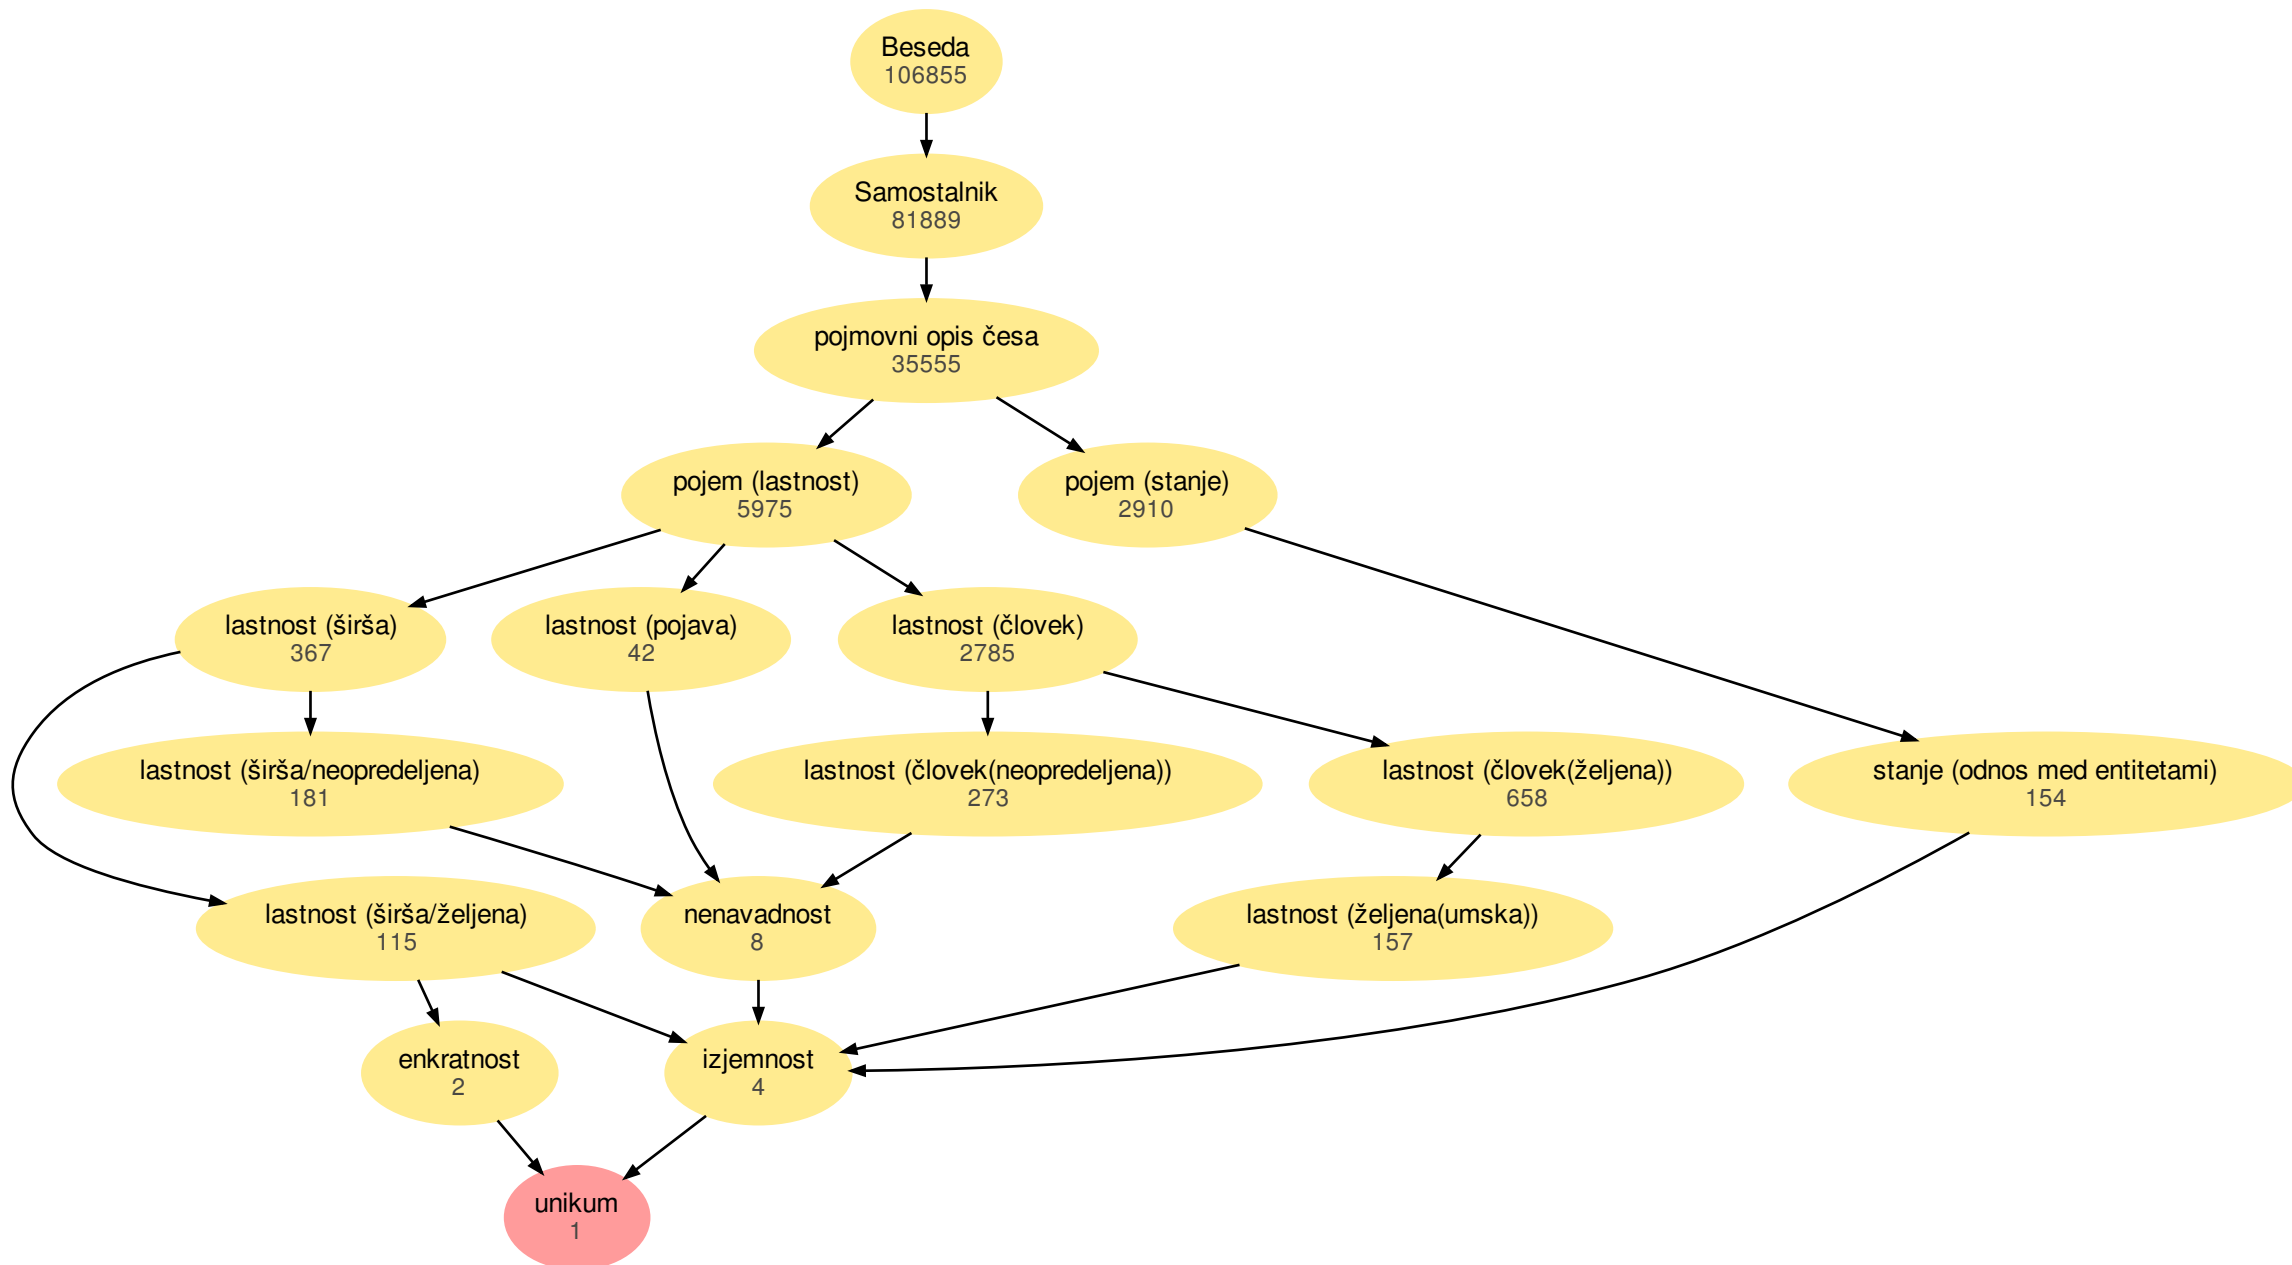 Beseda
106855
Samostalnik
81889
pojmovni opis česa
35555
pojem (lastnost)
5975
pojem (stanje)
2910
lastnost (širša)
367
lastnost (pojava)
42
lastnost (človek)
2785
lastnost (širša/neopredeljena)
181
lastnost (človek(neopredeljena))
273
lastnost (človek(željena))
658
stanje (odnos med entitetami)
154
lastnost (širša/željena)
115
nenavadnost
8
lastnost (željena(umska))
157
enkratnost
2
izjemnost
4
unikum
1